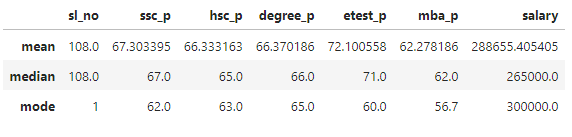 sl_no ssc_p hsc_p degree_p etest_p mba_p salary
mean 108.0 67.303395 66.333163 66.370186 72.100558 62.278186 288655.405405
median 108.0 67.0 65.0 66.0 71.0 62.0 265000.0
mode 1 62.0 63.0 65.0 60.0 56.7 300000.0